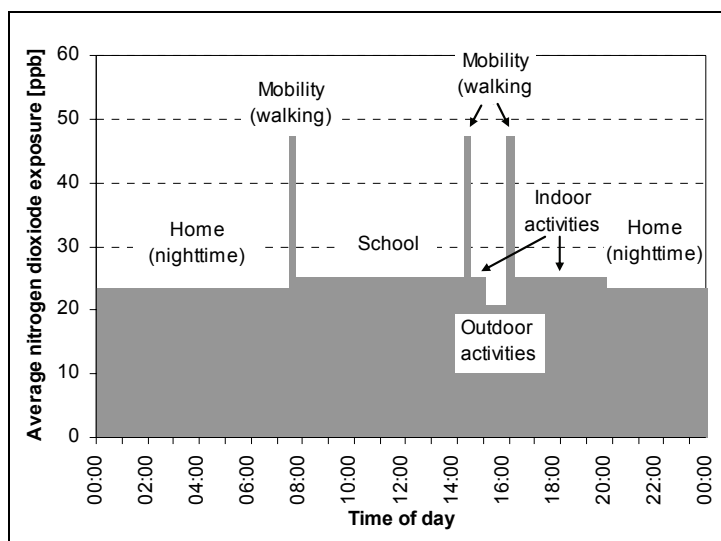 Average nitrogen dioxiode exposure [ppb]
60
50
40
30
20
10
0
Mobility
(walking)
Mobility
(walking
Home
(nighttime)
School
Indoor
activities
Home
(nighttime)
Outdoor
activities
00:00
02:00
04:00
06:00
08:00
10:00
12:00
14:00
16:00
18:00
20:00
22:00
00:00
Time of day